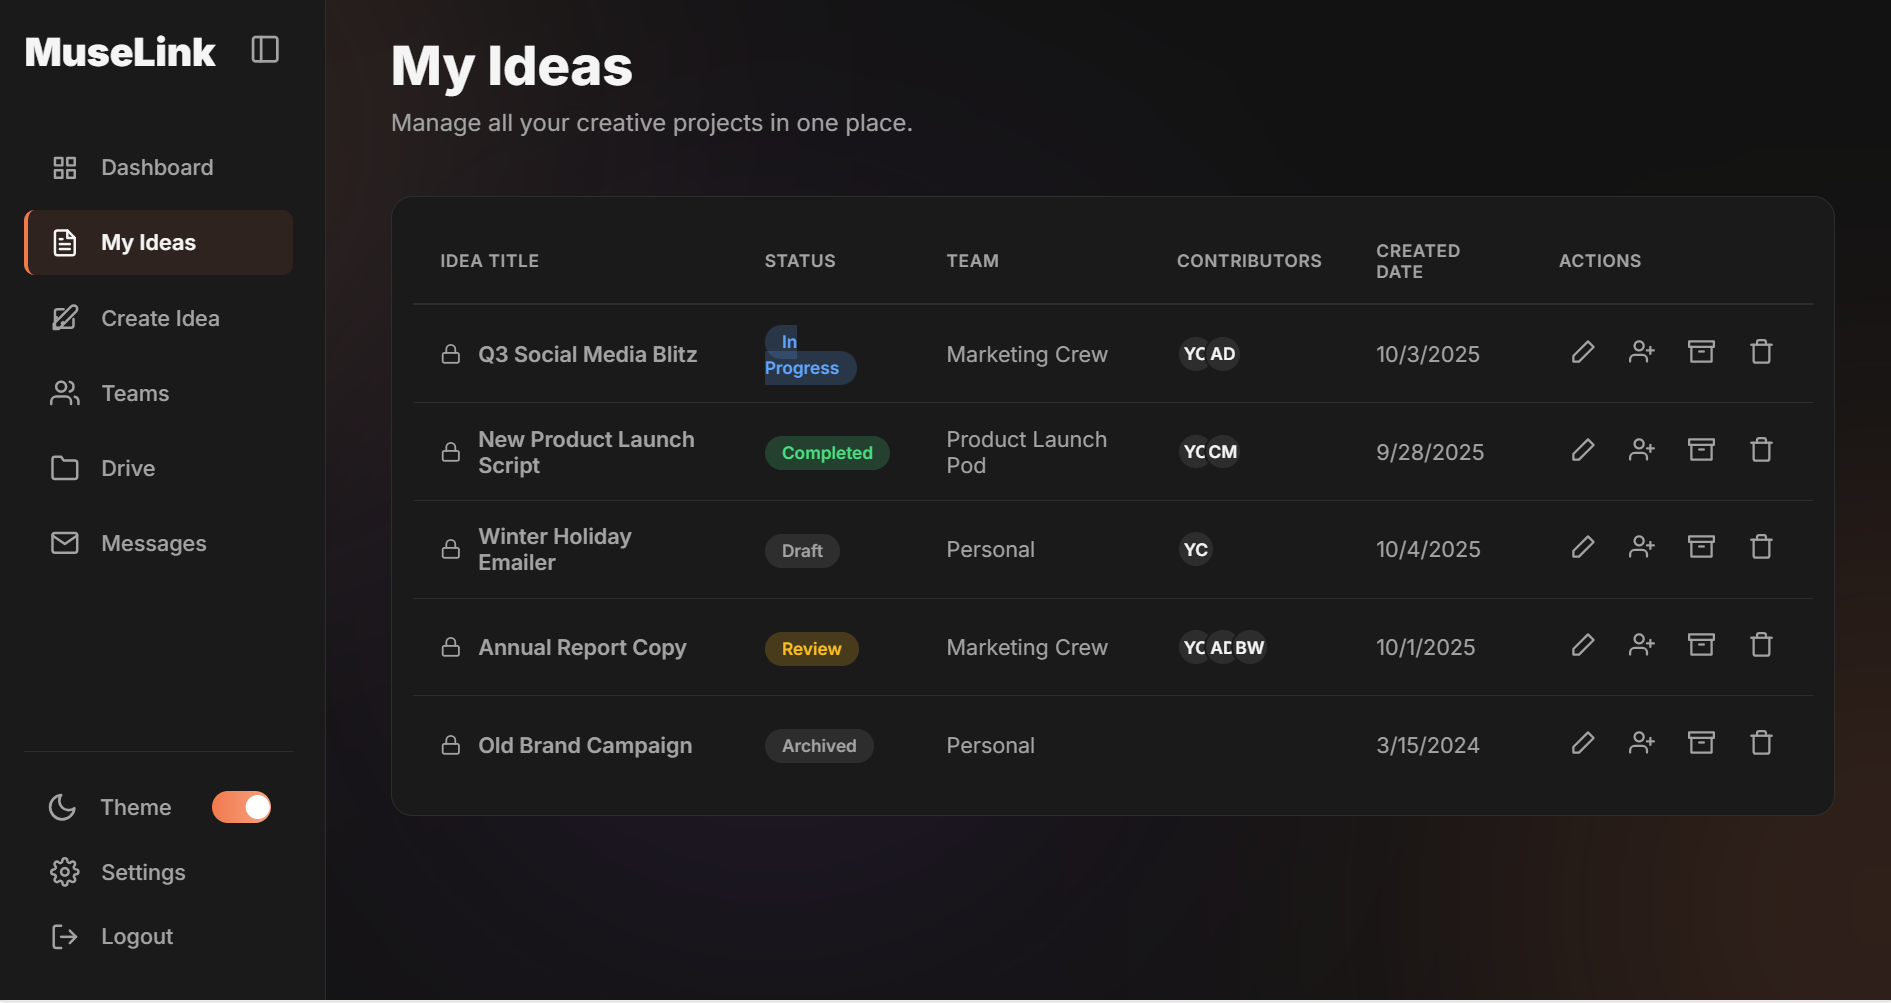 MuseLink
Dashboard
My Ideas
Create Idea
Teams
Drive
Messages
Theme
Settings
Logout
My Ideas
Manage all your creative projects in one place.
IDEA TITLE STATUS TEAM CONTRIBUTORS CREATED DATE ACTIONS
Q3 Social Media Blitz In Progress Marketing Crew YC AD 10/3/2025
New Product Launch Script Completed Product Launch Pod YC CM 9/28/2025
Winter Holiday Emailer Draft Personal YC 10/4/2025
Annual Report Copy Review Marketing Crew YC AD BW 10/1/2025
Old Brand Campaign Archived Personal 3/15/2024